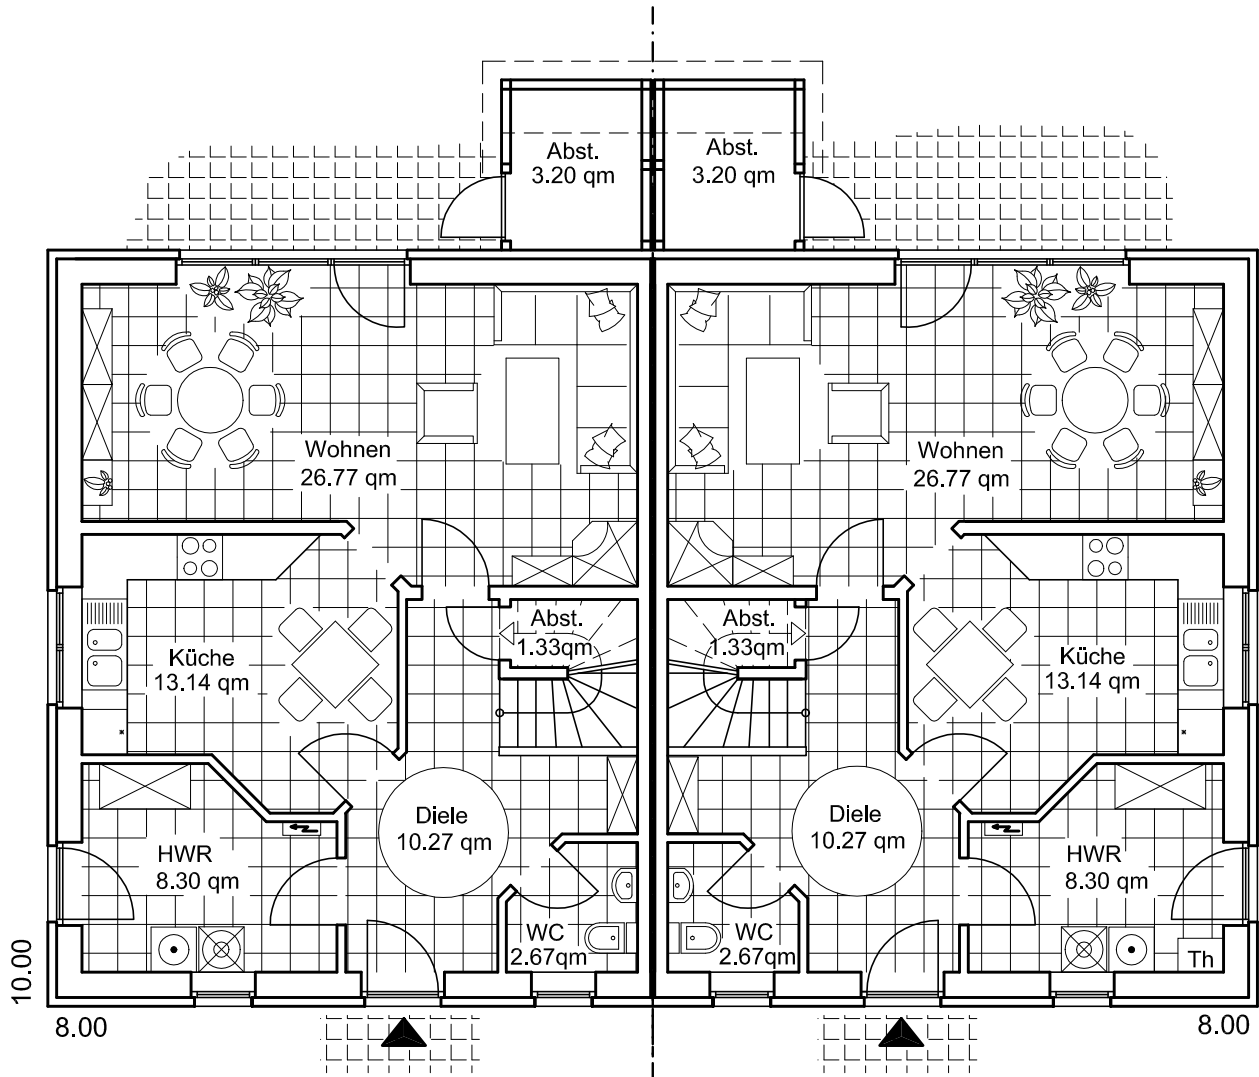 Abst.
3.20 qm
Abst.
3.20 qm
Wohnen
26.77 qm
Wohnen
26.77 qm
Abst.
1.33qm
Abst.
1.33qm
Küche
13.14 qm
Küche
13.14 qm
Diele
10.27 qm
Diele
10.27 qm
HWR
8.30 qm
HWR
8.30 qm
WC
2.67qm
WC
2.67qm
Th
10.00
8.00
8.00